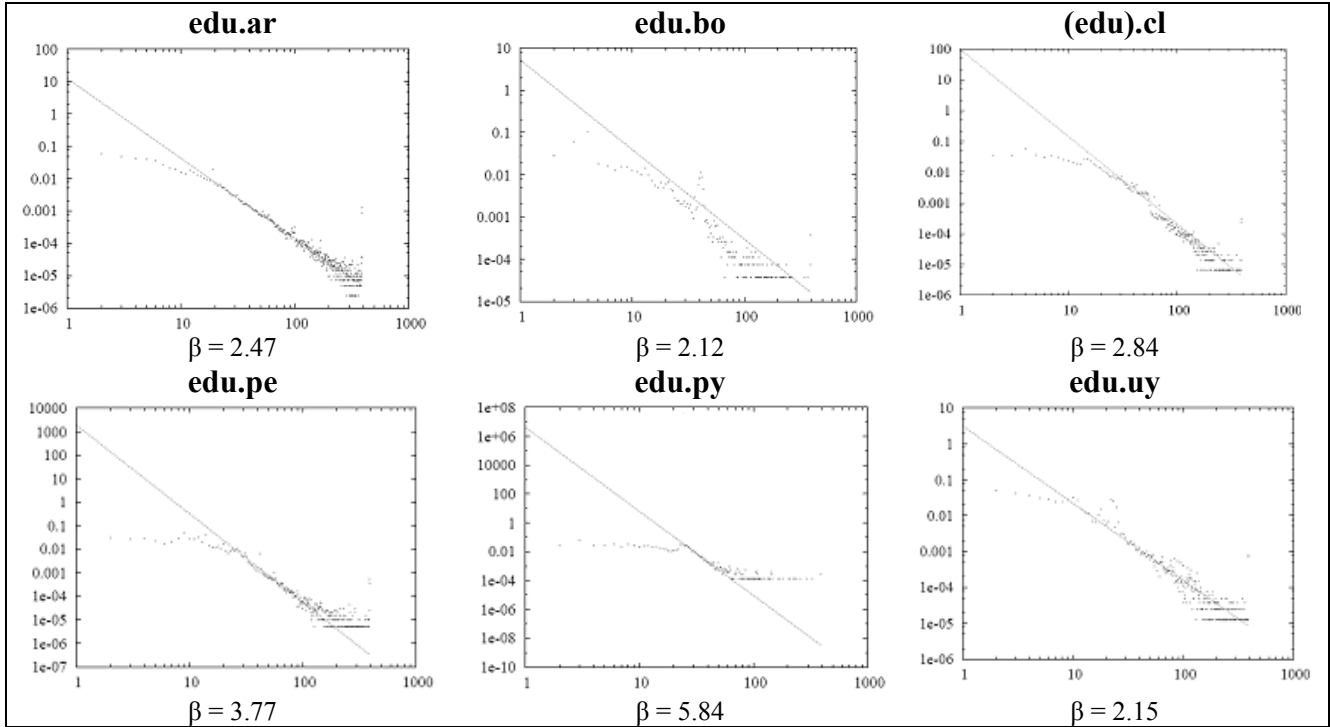 edu.ar
edu.bo
(edu).cl
100
10
1
0.1
0.01
0.001
1e-04
1e-05
1e-06
1
10
100
1000
β = 2.47
10
1
0.1
0.01
0.001
1e-04
1e-05
1
10
100
1000
β = 2.12
100
10
1
0.1
0.01
0.001
1e-04
1e-05
1e-06
1
10
100
1000
β = 2.84
edu.pe
edu.py
edu.uy
10000
1000
100
10
1
0.1
0.01
0.001
1e-04
1e-05
1e-06
1e-07
1
10
100
1000
β = 3.77
1e+08
1e+06
10000
100
1
0.01
1e-04
1e-06
1e-08
1e-10
1
10
100
1000
β = 5.84
10
1
0.1
0.01
0.001
1e-04
1e-05
1e-06
1
10
100
1000
β = 2.15